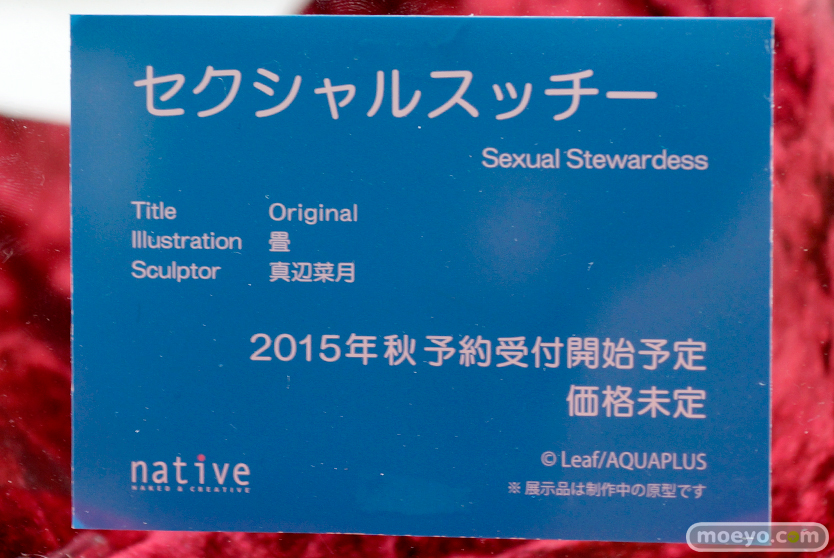 セクシャルスッチー
Sexual Stewardess
Title Original
Illustration 畳
Sculptor 真辺菜月
2015年秋予約受付開始予定
価格未定
© Leaf/AQUAPLUS
native
NAKED & CREATIVE
※ 展示品は制作中の原型です
moeyo.com